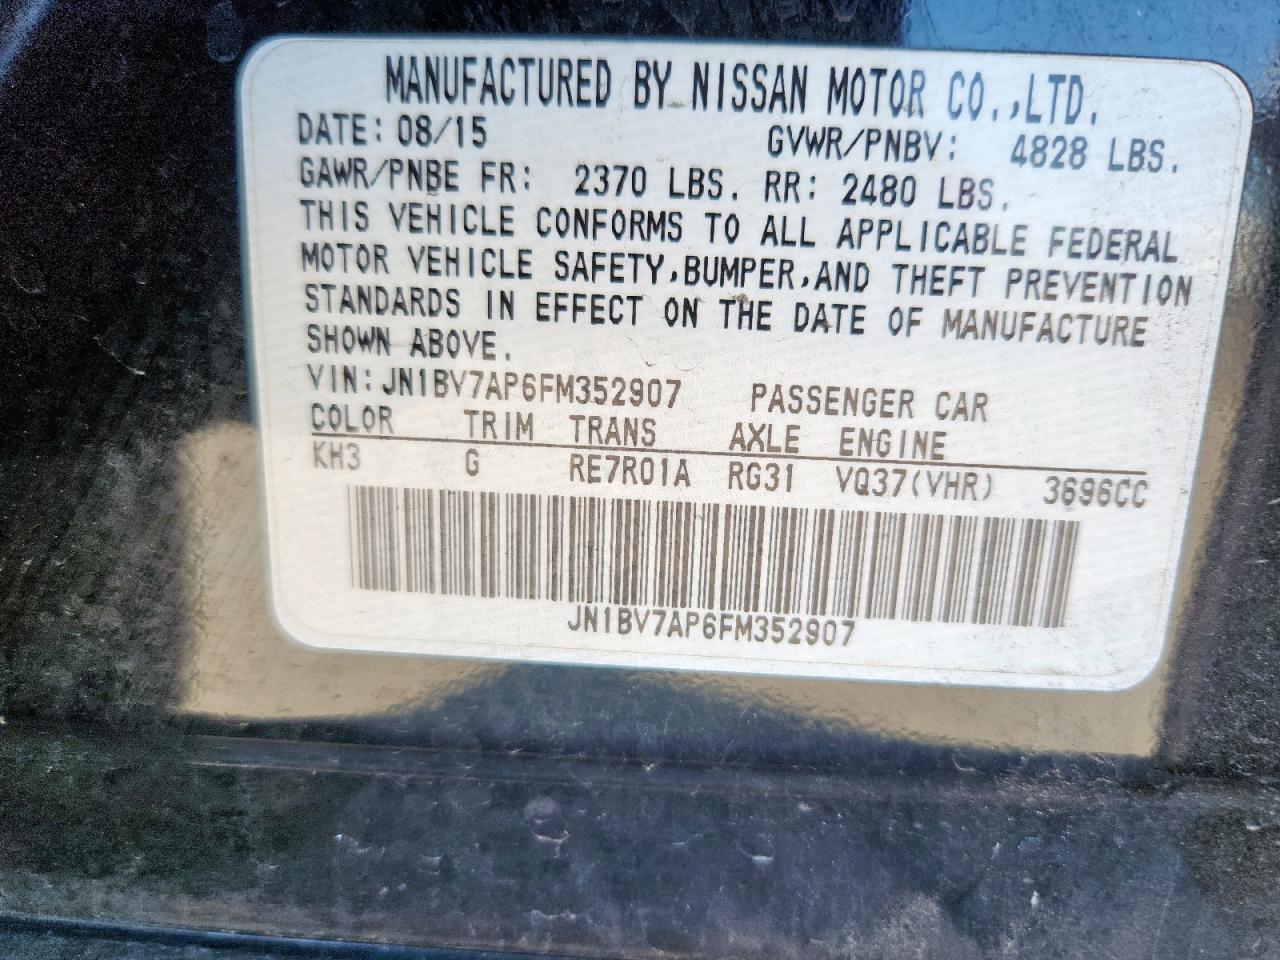 MANUFACTURED BY NISSAN MOTOR CO.,LTD.
DATE: 08/15 GVWR/PNBV: 4828 LBS.
GAWR/PNBE FR: 2370 LBS. RR: 2480 LBS.
THIS VEHICLE CONFORMS TO ALL APPLICABLE FEDERAL
MOTOR VEHICLE SAFETY,BUMPER,AND THEFT PREVENTION
STANDARDS IN EFFECT ON THE DATE OF MANUFACTURE
SHOWN ABOVE.
VIN: JN1BV7AP6FM352907 PASSENGER CAR
COLOR TRIM TRANS AXLE ENGINE
KH3 G RE7R01A RG31 VQ37(VHR) 3696CC
JN1BV7AP6FM352907